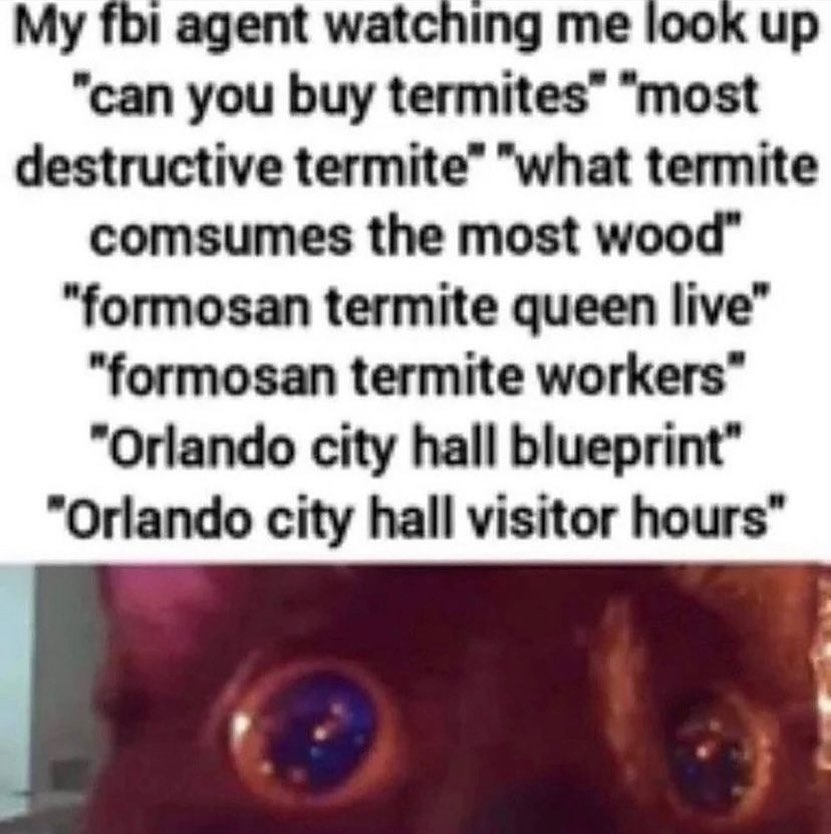 My fbi agent watching me look up
"can you buy termites" "most
destructive termite" "what termite
comsumes the most wood"
"formosan termite queen live"
"formosan termite workers"
"Orlando city hall blueprint"
"Orlando city hall visitor hours"